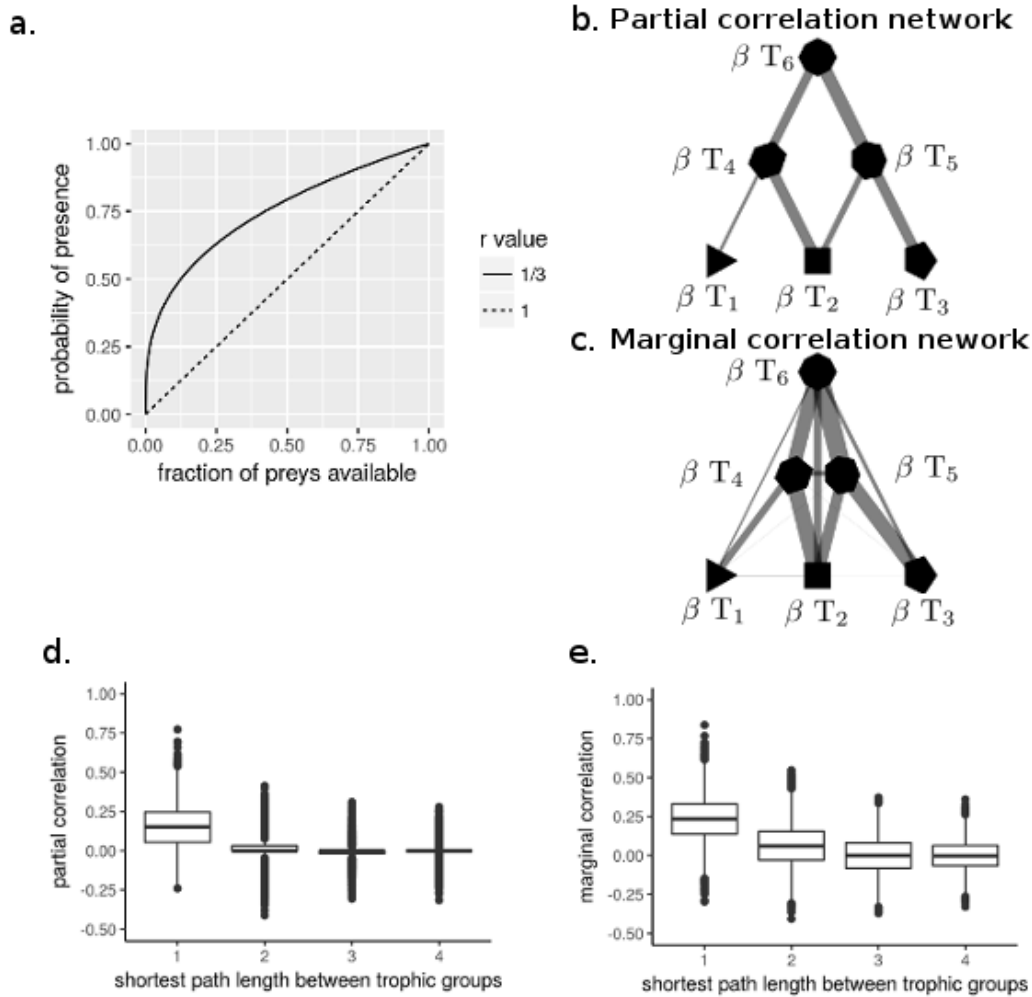 a.
1.00
0.75
0.50
0.25
0.00
probability of presence
0.00 0.25 0.50 0.75 1.00
fraction of preys available
r value
1/3
1
b. Partial correlation network
β T₆
β T₄
β T₅
β T₁
β T₂
β T₃
c. Marginal correlation nework
β T₆
β T₄
β T₅
β T₁
β T₂
β T₃
d.
1.00
0.75
0.50
0.25
0.00
-0.25
-0.50
partial correlation
1 2 3 4
shortest path length between trophic groups
e.
1.00
0.75
0.50
0.25
0.00
-0.25
-0.50
marginal correlation
1 2 3 4
shortest path length between trophic groups